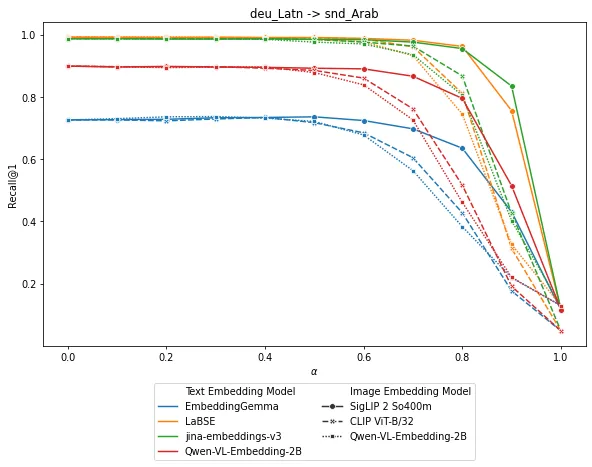 deu_Latn -> snd_Arab
Recall@1
1.0
0.8
0.6
0.4
0.2
0.0 0.2 0.4 0.6 0.8 1.0
α
Text Embedding Model Image Embedding Model
EmbeddingGemma SigLIP 2 So400m
LaBSE CLIP ViT-B/32
jina-embeddings-v3 Qwen-VL-Embedding-2B
Qwen-VL-Embedding-2B